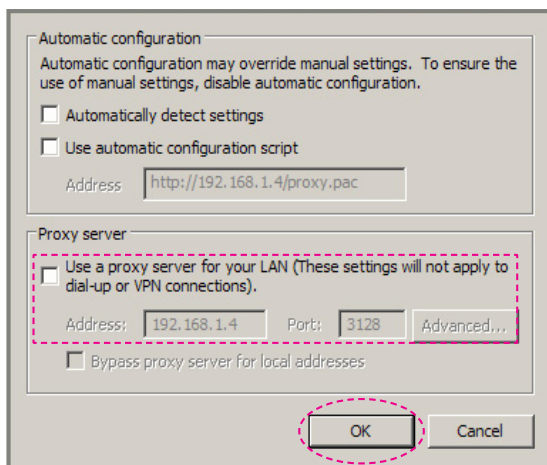 Automatic configuration
Automatic configuration may override manual settings. To ensure the
use of manual settings, disable automatic configuration.
Automatically detect settings
Use automatic configuration script
Address http://192.168.1.4/proxy.pac
Proxy server
Use a proxy server for your LAN (These settings will not apply to
dial-up or VPN connections).
Address: 192.168.1.4 Port: 3128 Advanced...
Bypass proxy server for local addresses
OK Cancel